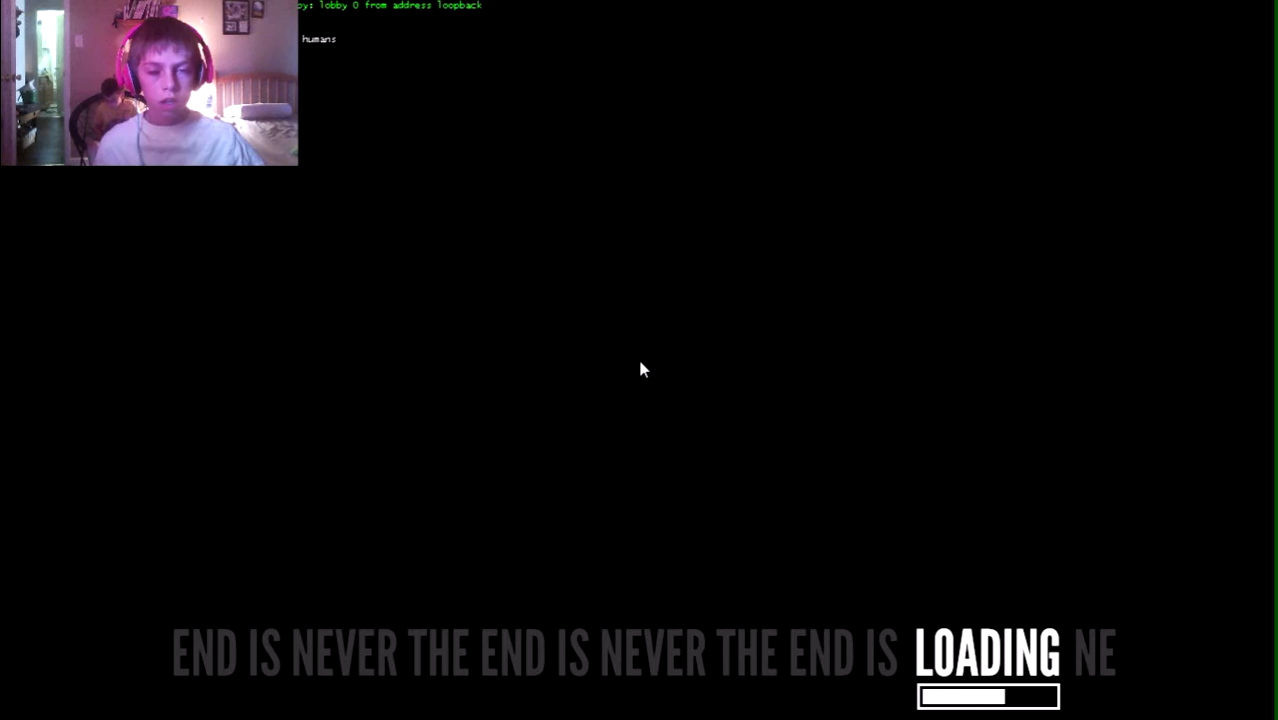 lobby 0 from address loopback
humans
END IS NEVER THE END IS NEVER THE END IS LOADING NE